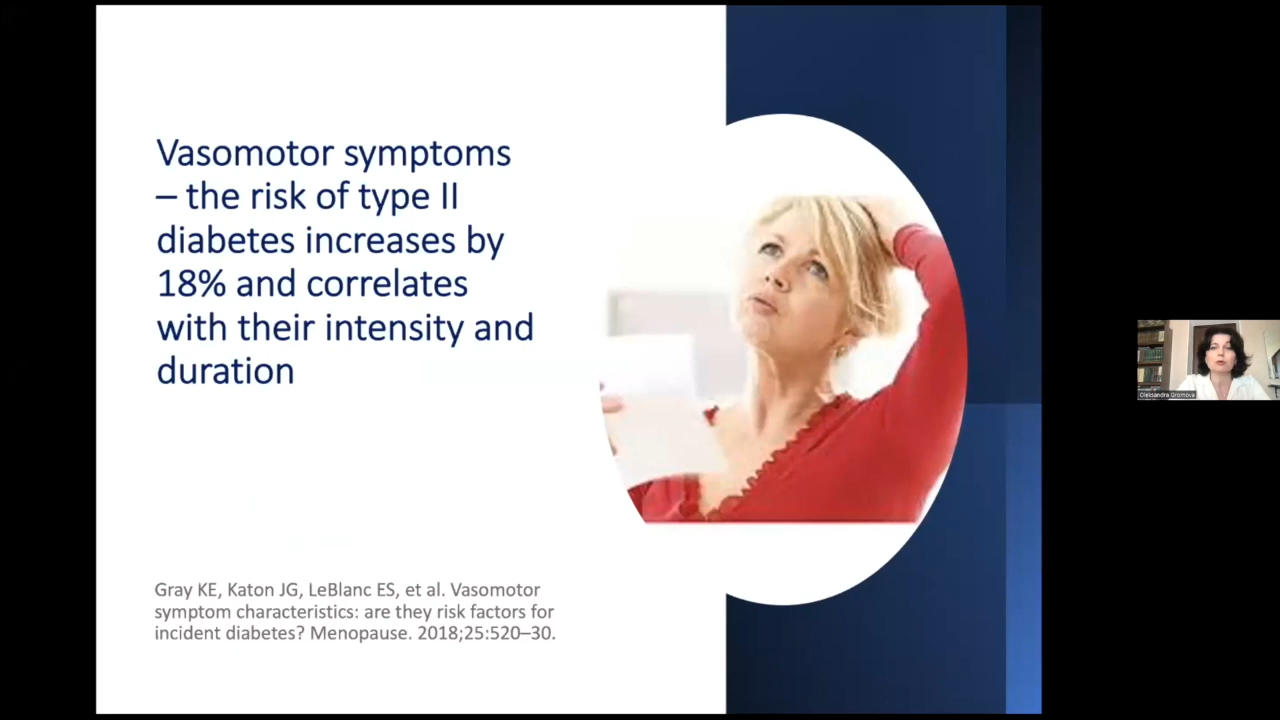 Vasomotor symptoms
– the risk of type II
diabetes increases by
18% and correlates
with their intensity and
duration
Gray KE, Katon JG, LeBlanc ES, et al. Vasomotor
symptom characteristics: are they risk factors for
incident diabetes? Menopause. 2018;25:520–30.
Oleksandra Gromova